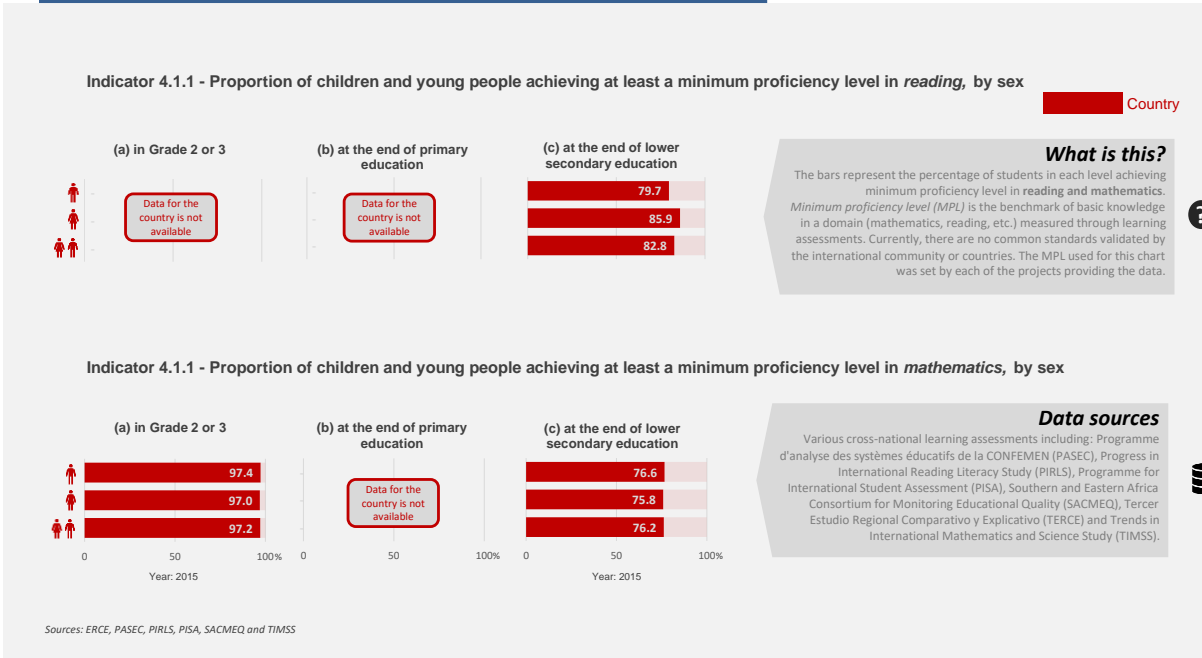 Indicator 4.1.1 - Proportion of children and young people achieving at least a minimum proficiency level in reading, by sex
Country
(a) in Grade 2 or 3
Data for the
country is not
available
(b) at the end of primary
education
Data for the
country is not
available
(c) at the end of lower
secondary education
79.7
85.9
82.8
What is this?
The bars represent the percentage of students in each level achieving
minimum proficiency level in reading and mathematics.
Minimum proficiency level (MPL) is the benchmark of basic knowledge
in a domain (mathematics, reading, etc.) measured through learning
assessments. Currently, there are no common standards validated by
the international community or countries. The MPL used for this chart
was set by each of the projects providing the data.
?
Indicator 4.1.1 - Proportion of children and young people achieving at least a minimum proficiency level in mathematics, by sex
(a) in Grade 2 or 3
97.4
97.0
97.2
0 50 100%
Year: 2015
(b) at the end of primary
education
Data for the
country is not
available
0 50 100%
(c) at the end of lower
secondary education
76.6
75.8
76.2
0 50 100%
Year: 2015
Data sources
Various cross-national learning assessments including: Programme
d'analyse des systèmes éducatifs de la CONFEMEN (PASEC), Progress in
International Reading Literacy Study (PIRLS), Programme for
International Student Assessment (PISA), Southern and Eastern Africa
Consortium for Monitoring Educational Quality (SACMEQ), Tercer
Estudio Regional Comparativo y Explicativo (TERCE) and Trends in
International Mathematics and Science Study (TIMSS).
Sources: ERCE, PASEC, PIRLS, PISA, SACMEQ and TIMSS